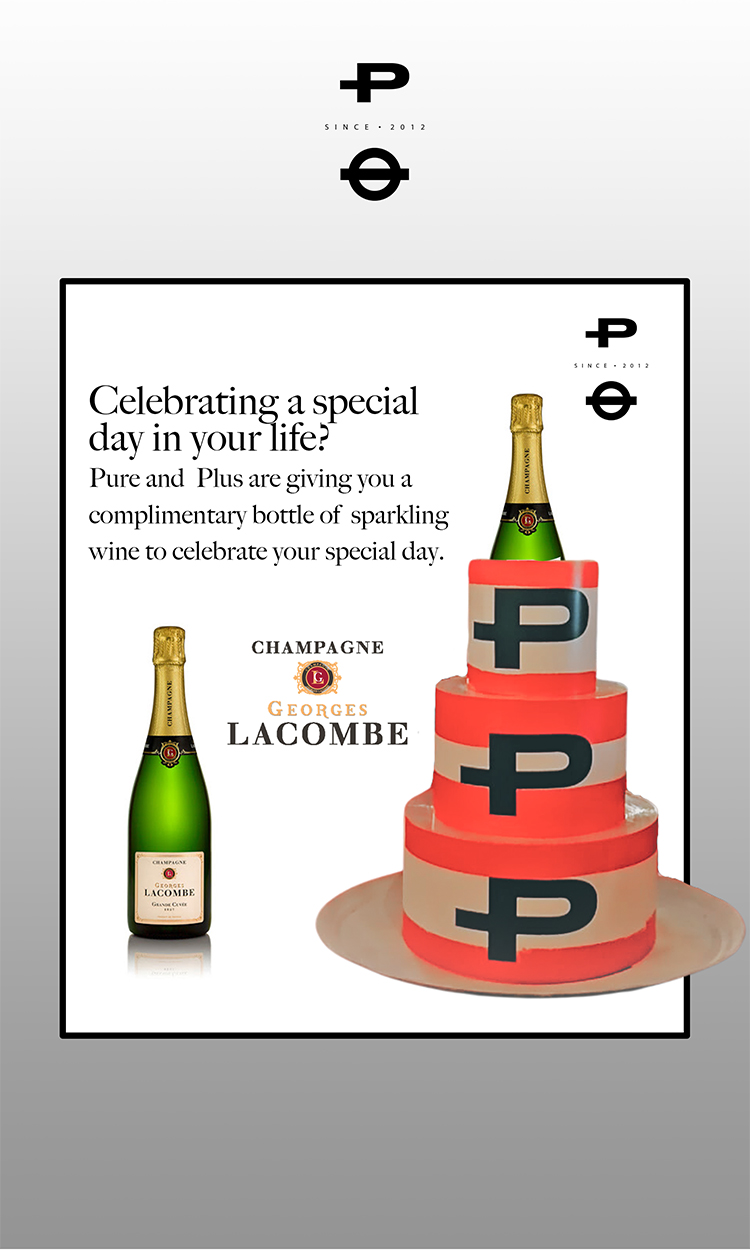 P
SINCE • 2012
P
SINCE • 2012
Celebrating a special
day in your life?
Pure and Plus are giving you a
complimentary bottle of sparkling
wine to celebrate your special day.
CHAMPAGNE
P
CHAMPAGNE
CHAMPAGNE
L
GEORGES
LACOMBE
P
CHAMPAGNE
GEORGES
LACOMBE
GRANDE CUVÉE
BRUT
P